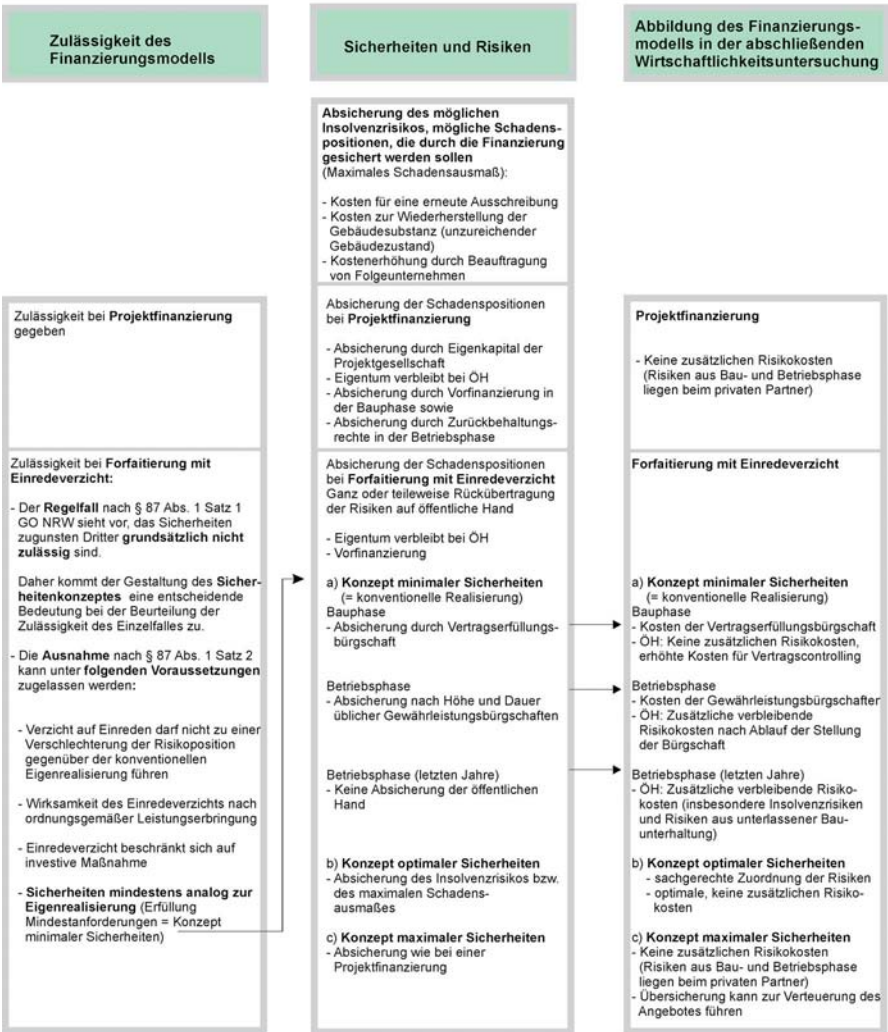 Zulässigkeit des
Finanzierungsmodells
Sicherheiten und Risiken
Abbildung des Finanzierungs-
modells in der abschließenden
Wirtschaftlichkeitsuntersuchung
Absicherung des möglichen
Insolvenzrisikos, mögliche Schadens-
positionen, die durch die Finanzierung
gesichert werden sollen
(Maximales Schadensausmaß):
- Kosten für eine erneute Ausschreibung
- Kosten zur Wiederherstellung der
Gebäudesubstanz (unzureichender
Gebäudezustand)
- Kostenerhöhung durch Beauftragung
von Folgeunternehmen
Zulässigkeit bei Projektfinanzierung
gegeben
Absicherung der Schadenspositionen
bei Projektfinanzierung
- Absicherung durch Eigenkapital der
Projektgesellschaft
- Eigentum verbleibt bei ÖH
- Absicherung durch Vorfinanzierung in
der Bauphase sowie
- Absicherung durch Zurückbehaltungs-
rechte in der Betriebsphase
Projektfinanzierung
- Keine zusätzlichen Risikokosten
(Risiken aus Bau- und Betriebsphase
liegen beim privaten Partner)
Zulässigkeit bei Forfaitierung mit
Einredeverzicht:
- Der Regelfall nach § 87 Abs. 1 Satz 1
GO NRW sieht vor, das Sicherheiten
zugunsten Dritter grundsätzlich nicht
zulässig sind.
Daher kommt der Gestaltung des Sicher-
heitenkonzeptes eine entscheidende
Bedeutung bei der Beurteilung der
Zulässigkeit des Einzelfalles zu.
- Die Ausnahme nach § 87 Abs. 1 Satz 2
kann unter folgenden Voraussetzungen
zugelassen werden:
- Verzicht auf Einreden darf nicht zu einer
Verschlechterung der Risikoposition
gegenüber der konventionellen
Eigenrealisierung führen
- Wirksamkeit des Einredeverzichts nach
ordnungsgemäßer Leistungserbringung
- Einredeverzicht beschränkt sich auf
investive Maßnahme
- Sicherheiten mindestens analog zur
Eigenrealisierung (Erfüllung
Mindestanforderungen = Konzept
minimaler Sicherheiten)
Absicherung der Schadenspositionen
bei Forfaitierung mit Einredeverzicht
Ganz oder teileweise Rückübertragung
der Risiken auf öffentliche Hand
- Eigentum verbleibt bei ÖH
- Vorfinanzierung
a) Konzept minimaler Sicherheiten
(= konventionelle Realisierung)
Bauphase
- Absicherung durch Vertragserfüllungs-
bürgschaft
Betriebsphase
- Absicherung nach Höhe und Dauer
üblicher Gewährleistungsbürgschaften
Betriebsphase (letzten Jahre)
- Keine Absicherung der öffentlichen
Hand
b) Konzept optimaler Sicherheiten
- Absicherung des Insolvenzrisikos bzw.
des maximalen Schadens-
ausmaßes
c) Konzept maximaler Sicherheiten
- Absicherung wie bei einer
Projektfinanzierung
Forfaitierung mit Einredeverzicht
a) Konzept minimaler Sicherheiten
(= konventionelle Realisierung)
Bauphase
- Kosten der Vertragserfüllungbürgschaft
- ÖH: Keine zusätzlichen Risikokosten,
erhöhte Kosten für Vertragscontrolling
Betriebsphase
- Kosten der Gewährleistungsbürgschafter
- ÖH: Zusätzliche verbleibende
Risikokosten nach Ablauf der Stellung
der Bürgschaft
Betriebsphase (letzten Jahre)
- ÖH: Zusätzliche verbleibende Risiko-
kosten (insbesondere Insolvenzrisiken
und Risiken aus unterlassener Bau-
unterhaltung)
b) Konzept optimaler Sicherheiten
- sachgerechte Zuordnung der Risiken
- optimale, keine zusätzlichen Risiko-
kosten
c) Konzept maximaler Sicherheiten
- Keine zusätzlichen Risikokosten
(Risiken aus Bau- und Betriebsphase
liegen beim privaten Partner)
- Übersicherung kann zur Verteuerung des
Angebotes führen